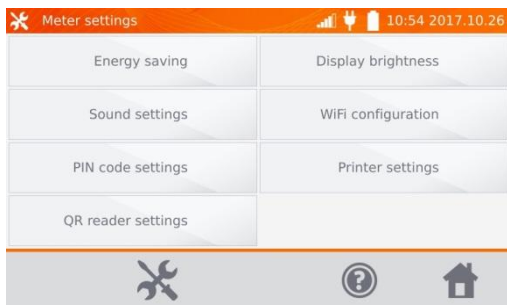 Meter settings 10:54 2017.10.26
Energy saving Display brightness
Sound settings WiFi configuration
PIN code settings Printer settings
QR reader settings
?